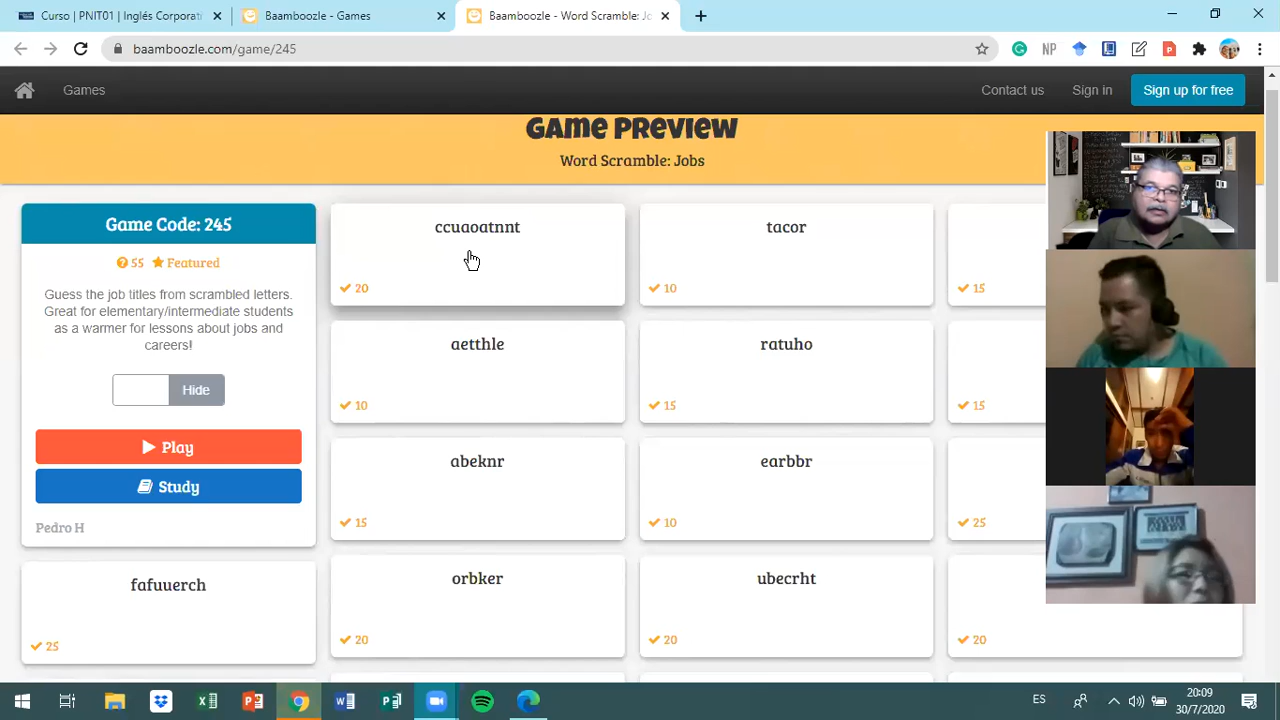 Curso | PNIT01 | Inglés Corporati
Baamboozle - Games
Baamboozle - Word Scramble: Jo
baamboozle.com/game/245
NP
Games
Contact us
Sign in
Sign up for free
Game Preview
Word Scramble: Jobs
Game Code: 245
55 Featured
Guess the job titles from scrambled letters.
Great for elementary/intermediate students
as a warmer for lessons about jobs and
careers!
Hide
Play
Study
Pedro H
ccuaoatnnt
20
tacor
10
15
aetthle
10
ratuho
15
15
abeknr
15
earbbr
10
25
fafuuerch
25
orbker
20
ubecrht
20
20
ES
20:09
30/7/2020